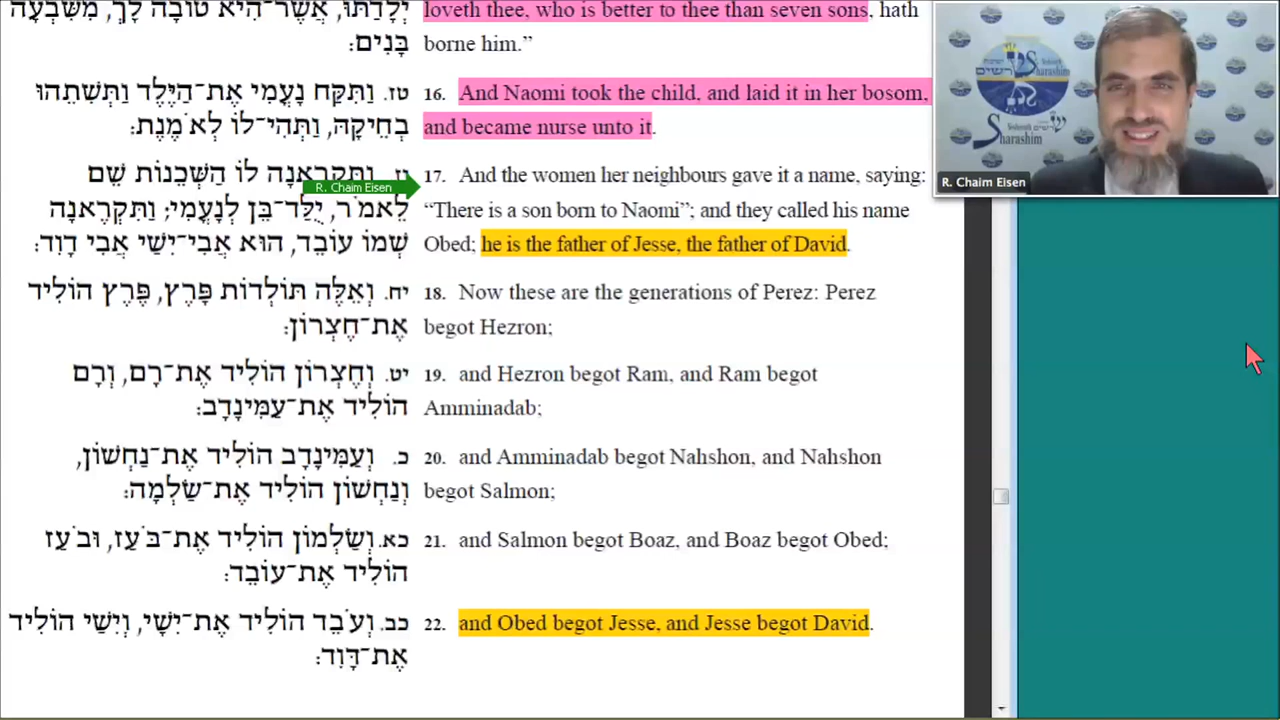 יְלָדַתּוּ, אֲשֶׁר־הִיא טוֹבָה לָךְ, מִשִּׁבְעָה
בָּנִים:
טז. וַתִּקַּח נָעֳמִי אֶת־הַיֶּלֶד וַתְּשִׁתֵהוּ
בְחֵיקָהּ, וַתְּהִי־לוֹ לְאֹמֶנֶת:
לוֹ הַשְּׁכֵנוֹת שֵׁם
לֵאמֹר, יֻלַּד־בֵּן לְנָעֳמִי; וַתִּקְרֶאנָה
שְׁמוֹ עוֹבֵד, הוּא אֲבִי־יִשַׁי אֲבִי דָוִד:
יח. וְאֵלֶּה תּוֹלְדוֹת פָּרֶץ, פֶּרֶץ הוֹלִיד
אֶת־חֶצְרוֹן:
יט. וְחֶצְרוֹן הוֹלִיד אֶת־רָם, וְרָם
הוֹלִיד אֶת־עַמִּינָדָב:
כ. וְעַמִּינָדָב הוֹלִיד אֶת־נַחְשׁוֹן,
וְנַחְשׁוֹן הוֹלִיד אֶת־שַׂלְמָה:
כא. וְשַׂלְמוֹן הוֹלִיד אֶת־בֹּעַז, וּבֹעַז
הוֹלִיד אֶת־עוֹבֵד:
כב. וְעֹבֵד הוֹלִיד אֶת־יִשָׁי, וְיִשַׁי הוֹלִיד
אֶת־דָּוִד:
loveth thee, who is better to thee than seven sons, hath
borne him.”
16. And Naomi took the child, and laid it in her bosom,
and became nurse unto it.
17. And the women her neighbours gave it a name, saying:
“There is a son born to Naomi”; and they called his name
Obed; he is the father of Jesse, the father of David.
18. Now these are the generations of Perez: Perez
begot Hezron;
19. and Hezron begot Ram, and Ram begot
Amminadab;
20. and Amminadab begot Nahshon, and Nahshon
begot Salmon;
21. and Salmon begot Boaz, and Boaz begot Obed;
22. and Obed begot Jesse, and Jesse begot David.
R. Chaim Eisen
Sharashim
Sharashim
R. Chaim Eisen